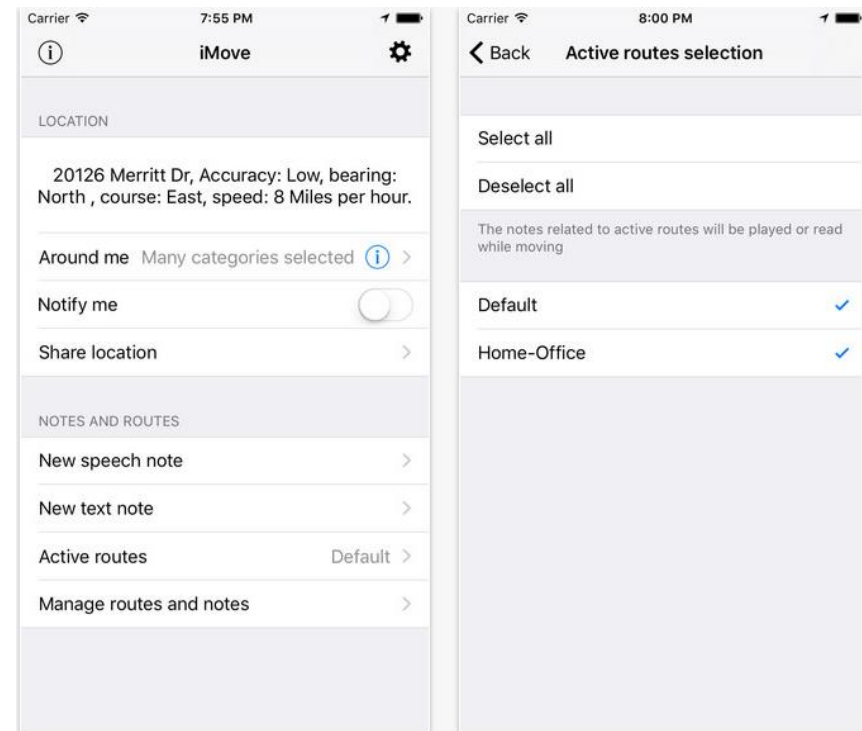 Carrier 7:55 PM
iMove
LOCATION
20126 Merritt Dr, Accuracy: Low, bearing:
North , course: East, speed: 8 Miles per hour.
Around me Many categories selected
Notify me
Share location
NOTES AND ROUTES
New speech note
New text note
Active routes Default
Manage routes and notes
Carrier 8:00 PM
Back Active routes selection
Select all
Deselect all
The notes related to active routes will be played or read
while moving
Default
Home-Office